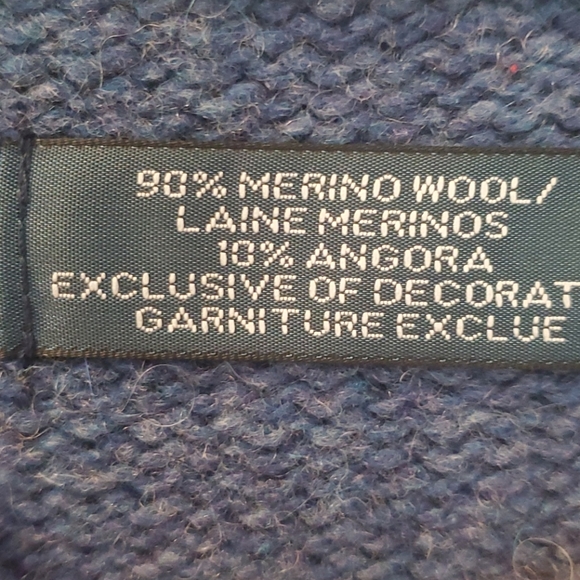 90% MERINO WOOL/
LAINE MERINOS
10% ANGORA
EXCLUSIVE OF DECORAT
GARNITURE EXCLUE